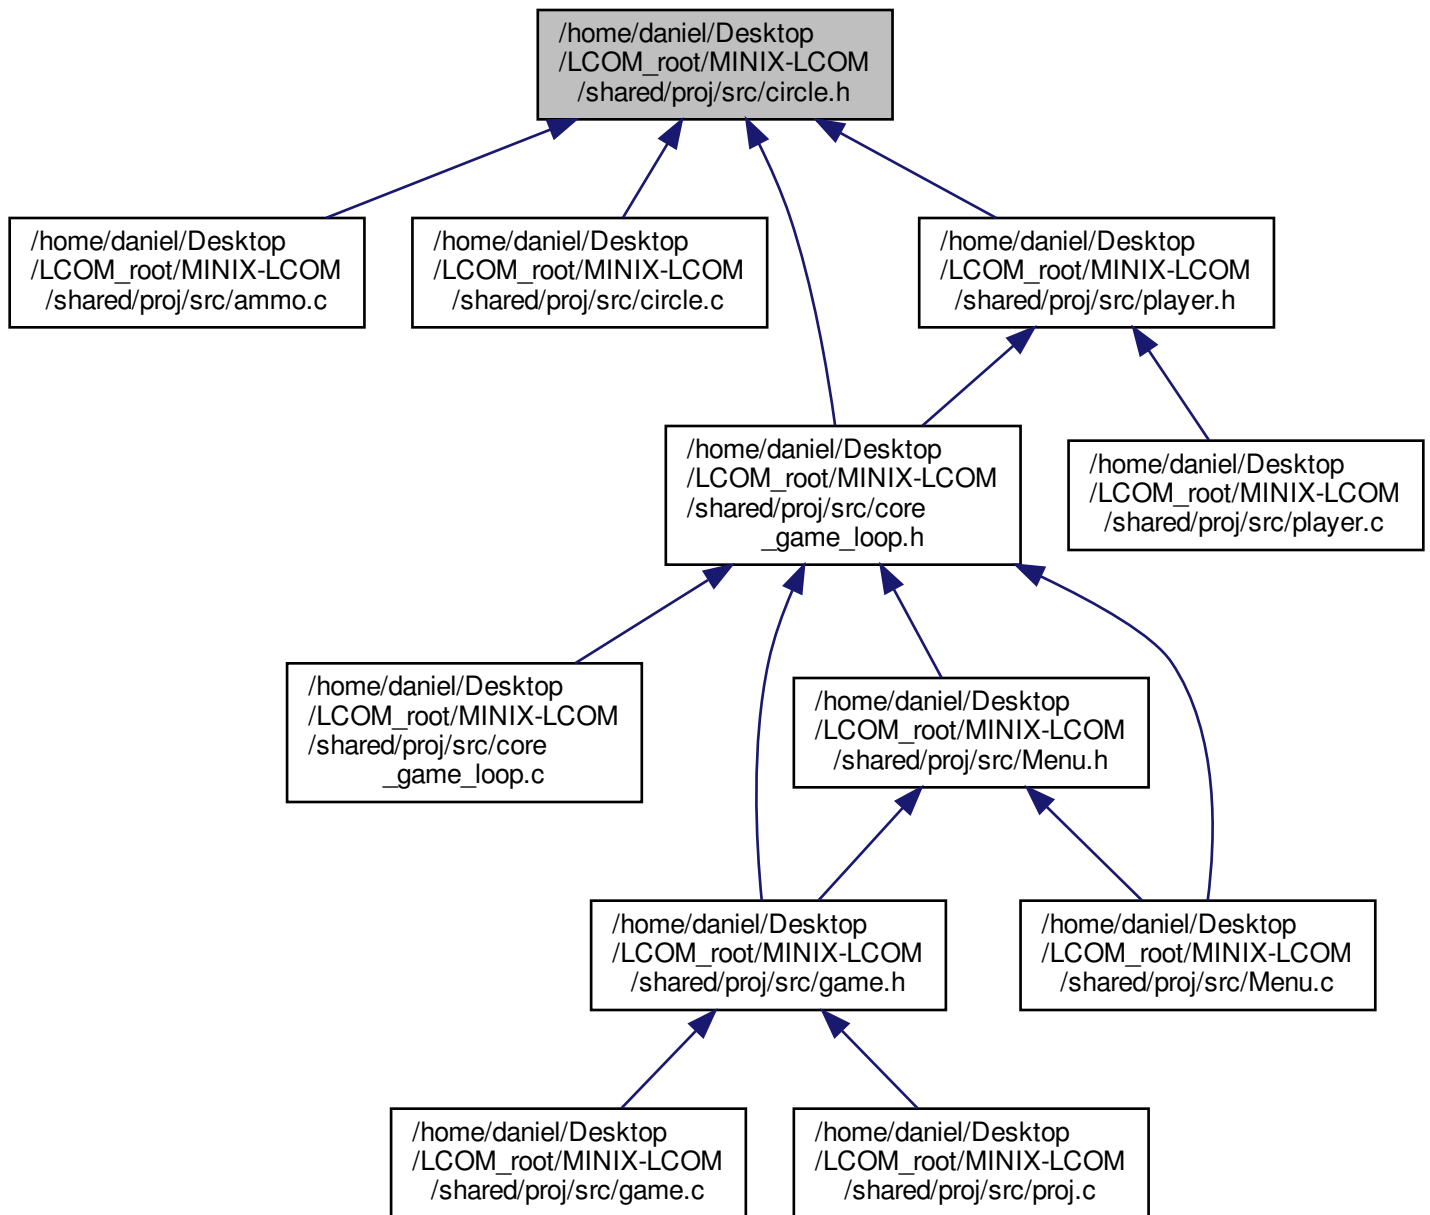 /home/daniel/Desktop
/LCOM_root/MINIX-LCOM
/shared/proj/src/circle.h
/home/daniel/Desktop
/LCOM_root/MINIX-LCOM
/shared/proj/src/ammo.c
/home/daniel/Desktop
/LCOM_root/MINIX-LCOM
/shared/proj/src/circle.c
/home/daniel/Desktop
/LCOM_root/MINIX-LCOM
/shared/proj/src/player.h
/home/daniel/Desktop
/LCOM_root/MINIX-LCOM
/shared/proj/src/core
_game_loop.h
/home/daniel/Desktop
/LCOM_root/MINIX-LCOM
/shared/proj/src/player.c
/home/daniel/Desktop
/LCOM_root/MINIX-LCOM
/shared/proj/src/core
_game_loop.c
/home/daniel/Desktop
/LCOM_root/MINIX-LCOM
/shared/proj/src/Menu.h
/home/daniel/Desktop
/LCOM_root/MINIX-LCOM
/shared/proj/src/game.h
/home/daniel/Desktop
/LCOM_root/MINIX-LCOM
/shared/proj/src/Menu.c
/home/daniel/Desktop
/LCOM_root/MINIX-LCOM
/shared/proj/src/game.c
/home/daniel/Desktop
/LCOM_root/MINIX-LCOM
/shared/proj/src/proj.c